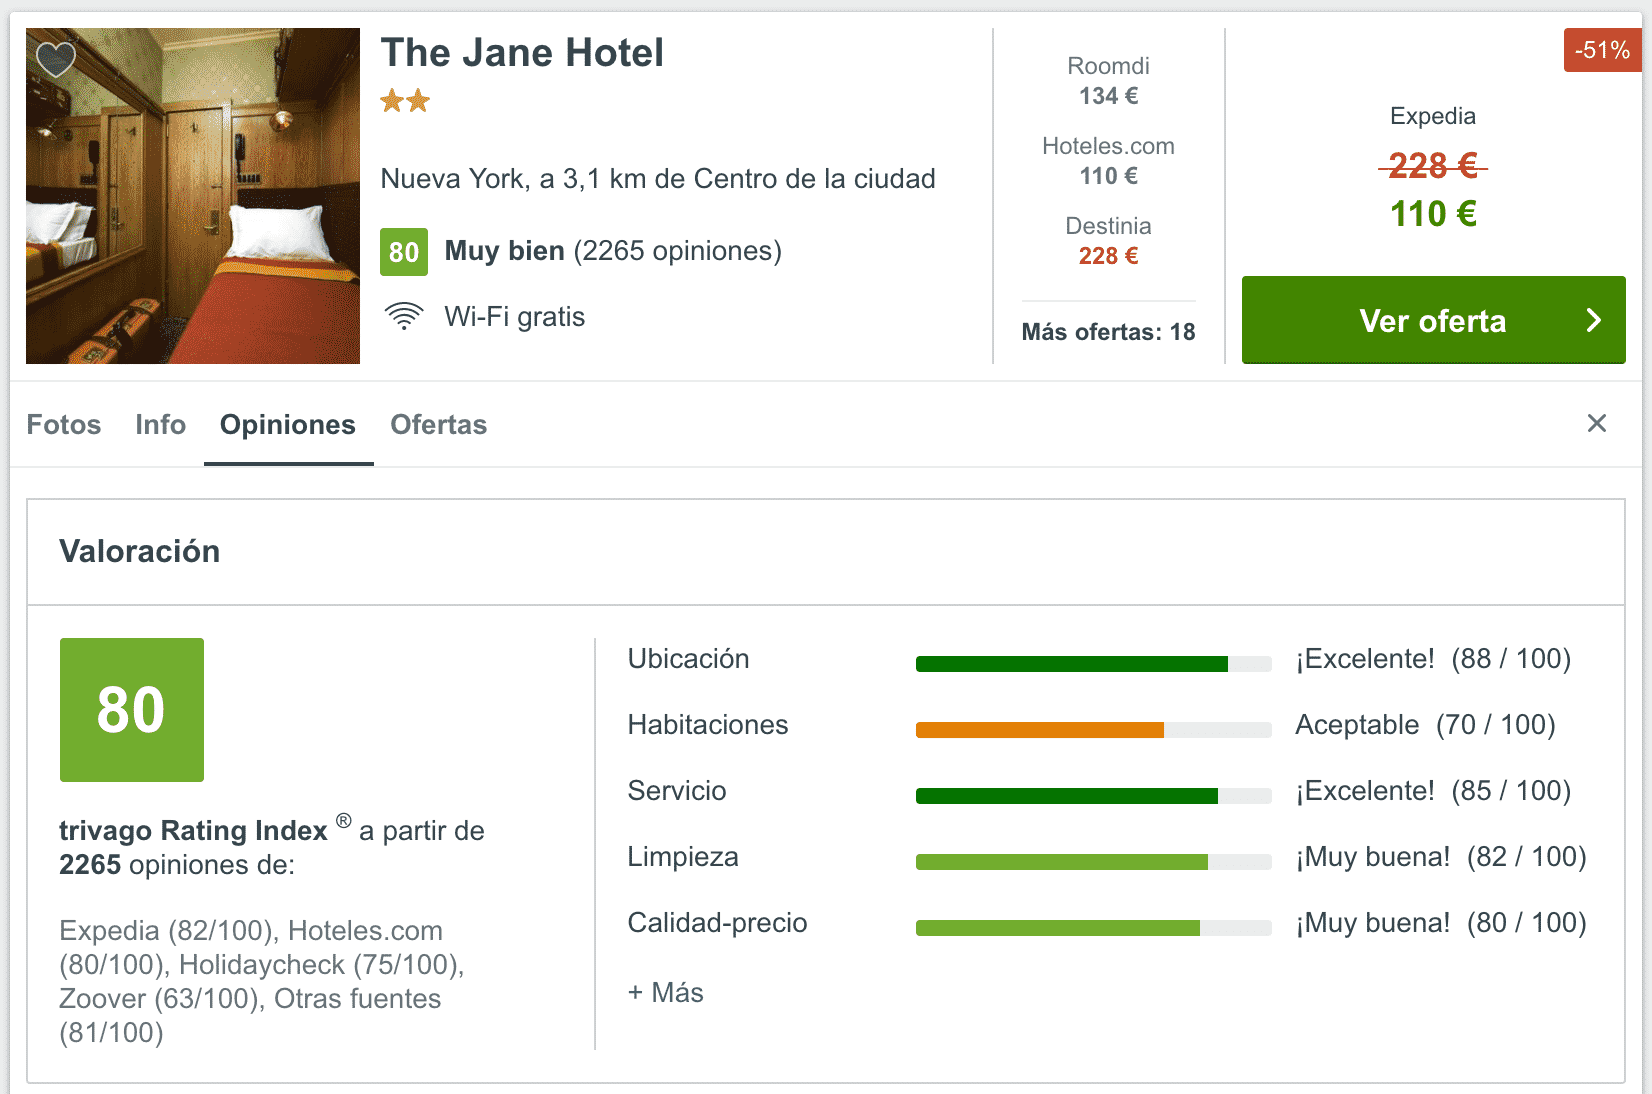 The Jane Hotel
Nueva York, a 3,1 km de Centro de la ciudad
80 Muy bien (2265 opiniones)
Wi-Fi gratis
Roomdi
134 €
Hoteles.com
110 €
Destinia
228 €
Más ofertas: 18
-51%
Expedia
228 €
110 €
Ver oferta
Fotos Info Opiniones Ofertas
Valoración
80
trivago Rating Index ® a partir de
2265 opiniones de:
Expedia (82/100), Hoteles.com
(80/100), Holidaycheck (75/100),
Zoover (63/100), Otras fuentes
(81/100)
Ubicación ¡Excelente! (88 / 100)
Habitaciones Aceptable (70 / 100)
Servicio ¡Excelente! (85 / 100)
Limpieza ¡Muy buena! (82 / 100)
Calidad-precio ¡Muy buena! (80 / 100)
+ Más